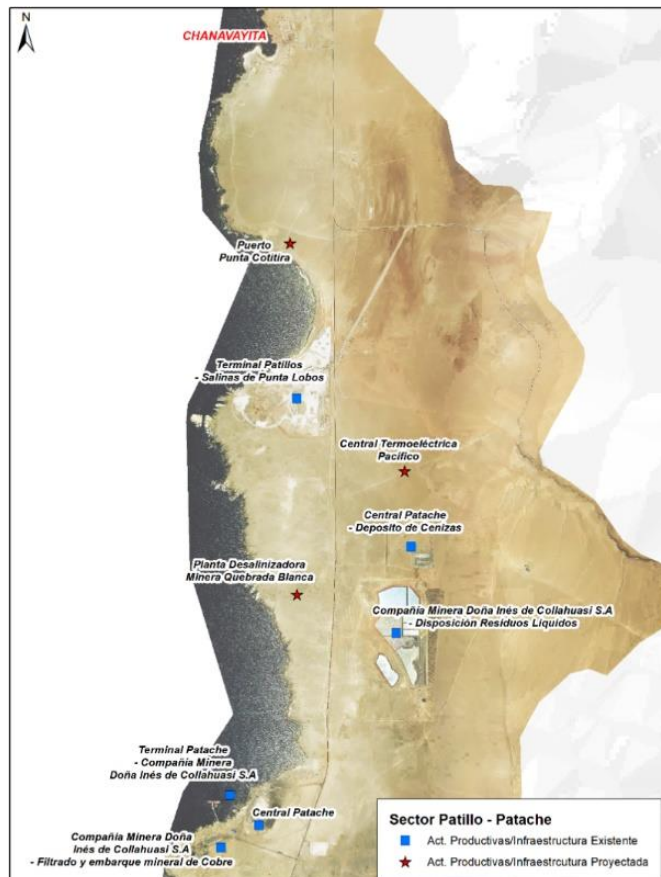 N
CHANAVAYITA
Puerto
Punta Cotitira
Terminal Patillos
- Salinas de Punta Lobos
Central Termoeléctrica
Pacífico
Central Patache
- Deposito de Cenizas
Planta Desalinizadora
Minera Quebrada Blanca
Compañía Minera Doña Inés de Collahuasi S.A
- Disposición Residuos Líquidos
Terminal Patache
- Compañía Minera
Doña Inés de Collahuasi S.A
Central Patache
Compañía Minera Doña
Inés de Collahuasi S.A
- Filtrado y embarque mineral de Cobre
Sector Patillo - Patache
Act. Productivas/Infraestructura Existente
Act. Productivas/Infraestrcutura Proyectada